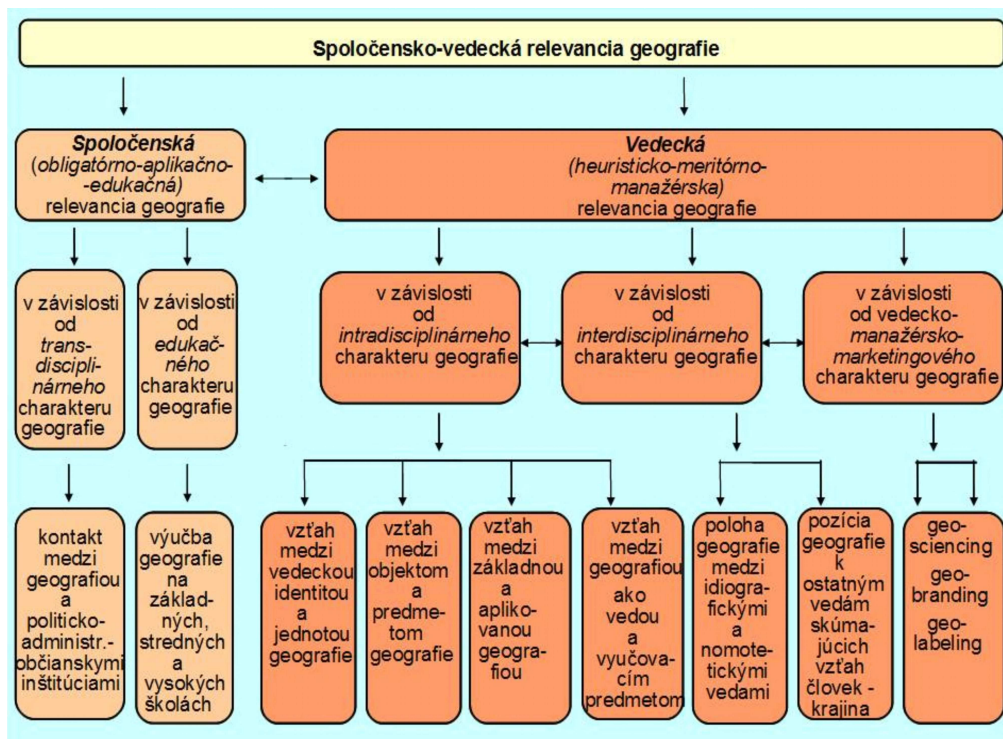 Spoločensko-vedecká relevancia geografie
Spoločenská
(obligatórno-aplikačno-
-edukačná)
relevancia geografie
Vedecká
(heuristicko-meritórno-
manažérska)
relevancia geografie
v závislosti
od
trans-
disciplí-
nárneho
charakteru
geografie
v závislosti
od
edukač-
ného
charakteru
geografie
v závislosti
od
intradisciplinárneho
charakteru geografie
v závislosti
od
interdisciplinárneho
charakteru geografie
v závislosti
od vedecko-
manažérsko-
marketingového
charakteru geografie
kontakt
medzi
geografiou
a
politicko-
administr.-
občianskymi
inštitúciami
výučba
geografie
na
základ-
ných,
stredných
a
vysokých
školách
vzťah
medzi
vedeckou
identitou
a
jednotou
geografie
vzťah
medzi
objektom
a
predme-
tom
geografie
vzťah
medzi
základnou
a
apliko-
vanou
geogra-
fiou
vzťah
medzi
geografiou
ako
vedou
a
vyučova-
cím
predmetom
poloha
geografie
medzi
idiogra-
fickými
a
nomote-
tickými
vedami
pozícia
geografie
k
ostatným
vedám
skúma-
júcich
vzťah
človek -
krajina
geo-
sciencing
geo-
branding
geo-
labeling